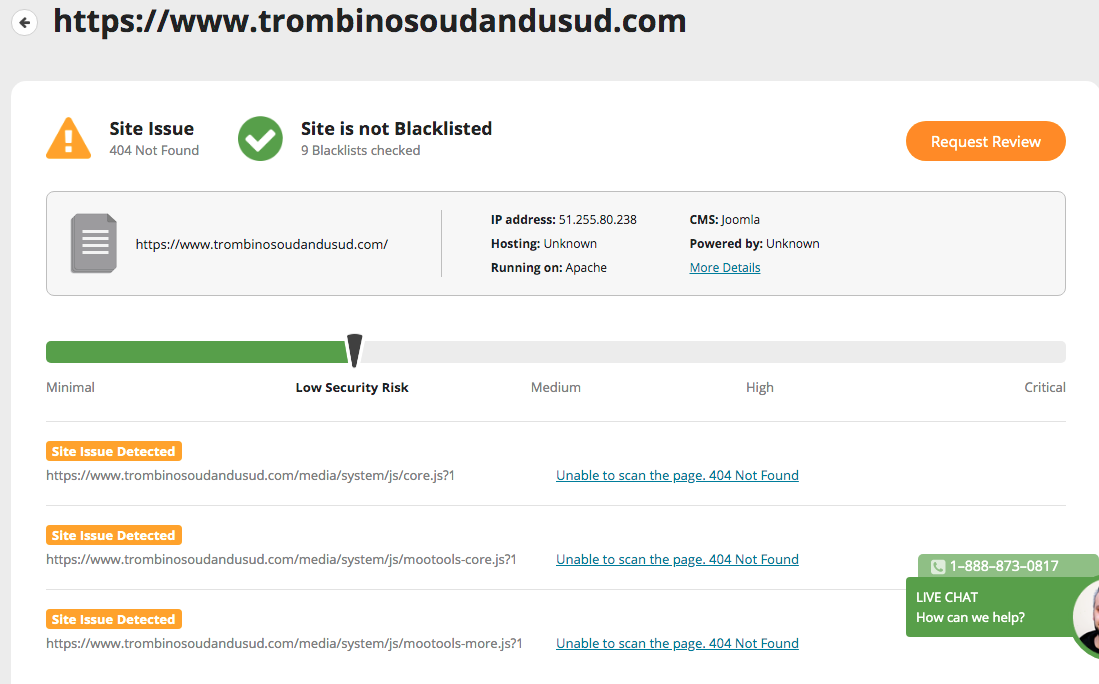 https://www.trombinosoudandusud.com
Site Issue
404 Not Found
Site is not Blacklisted
9 Blacklists checked
Request Review
https://www.trombinosoudandusud.com/
IP address: 51.255.80.238
Hosting: Unknown
Running on: Apache
CMS: Joomla
Powered by: Unknown
More Details
Minimal
Low Security Risk
Medium
High
Critical
Site Issue Detected
https://www.trombinosoudandusud.com/media/system/js/core.js?1
Unable to scan the page. 404 Not Found
Site Issue Detected
https://www.trombinosoudandusud.com/media/system/js/mootools-core.js?1
Unable to scan the page. 404 Not Found
Site Issue Detected
https://www.trombinosoudandusud.com/media/system/js/mootools-more.js?1
Unable to scan the page. 404 Not Found
1–888–873–0817
LIVE CHAT
How can we help?